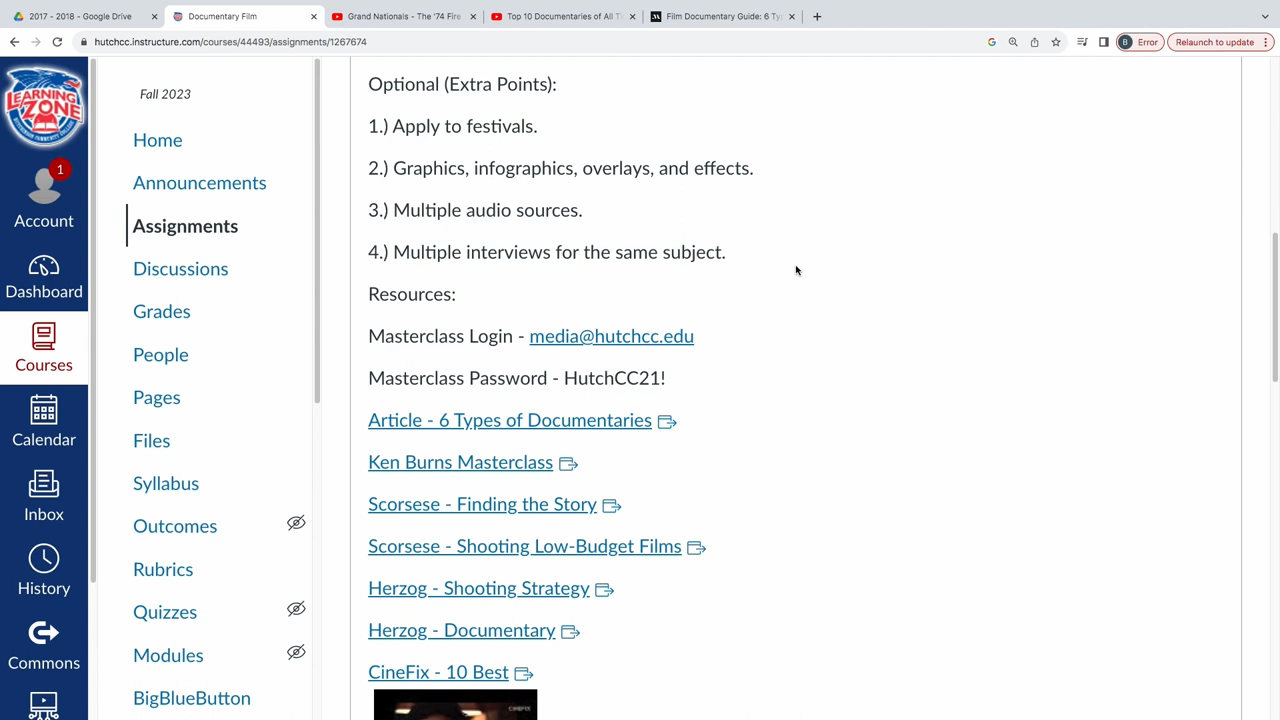 2017 - 2018 - Google Drive
Documentary Film
Grand Nationals - The '74 Fire
Top 10 Documentaries of All Ti
Film Documentary Guide: 6 Ty
hutchcc.instructure.com/courses/44493/assignments/1267674
B Error
Relaunch to update
LEARNING ZONE
HUTCHINSON COMMUNITY COLLEGE
1
Account
Dashboard
Courses
Calendar
Inbox
History
Commons
Fall 2023
Home
Announcements
Assignments
Discussions
Grades
People
Pages
Files
Syllabus
Outcomes
Rubrics
Quizzes
Modules
BigBlueButton
Optional (Extra Points):
1.) Apply to festivals.
2.) Graphics, infographics, overlays, and effects.
3.) Multiple audio sources.
4.) Multiple interviews for the same subject.
Resources:
Masterclass Login - media@hutchcc.edu
Masterclass Password - HutchCC21!
Article - 6 Types of Documentaries
Ken Burns Masterclass
Scorsese - Finding the Story
Scorsese - Shooting Low-Budget Films
Herzog - Shooting Strategy
Herzog - Documentary
CineFix - 10 Best
CINEFIX